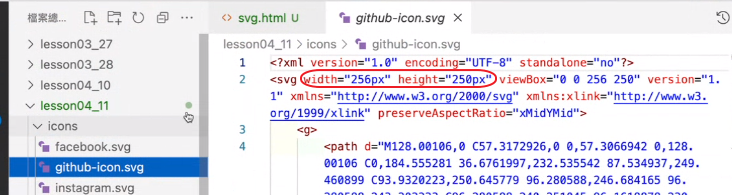 檔案總...
svg.html U
github-icon.svg
lesson03_27
lesson03_28
lesson04_10
lesson04_11
icons
facebook.svg
github-icon.svg
instagram.svg
lesson04_11 > icons > github-icon.svg
1 <?xml version="1.0" encoding="UTF-8" standalone="no"?>
2 <svg width="256px" height="250px" viewBox="0 0 256 250" version="1.
1" xmlns="http://www.w3.org/2000/svg" xmlns:xlink="http://www.w3.
org/1999/xlink" preserveAspectRatio="xMidYMid">
3 <g>
4 <path d="M128.00106,0 C57.3172926,0 0,57.3066942 0,128.
00106 C0,184.555281 36.6761997,232.535542 87.534937,249.
460899 C93.9320223,250.645779 96.280588,246.684165 96.